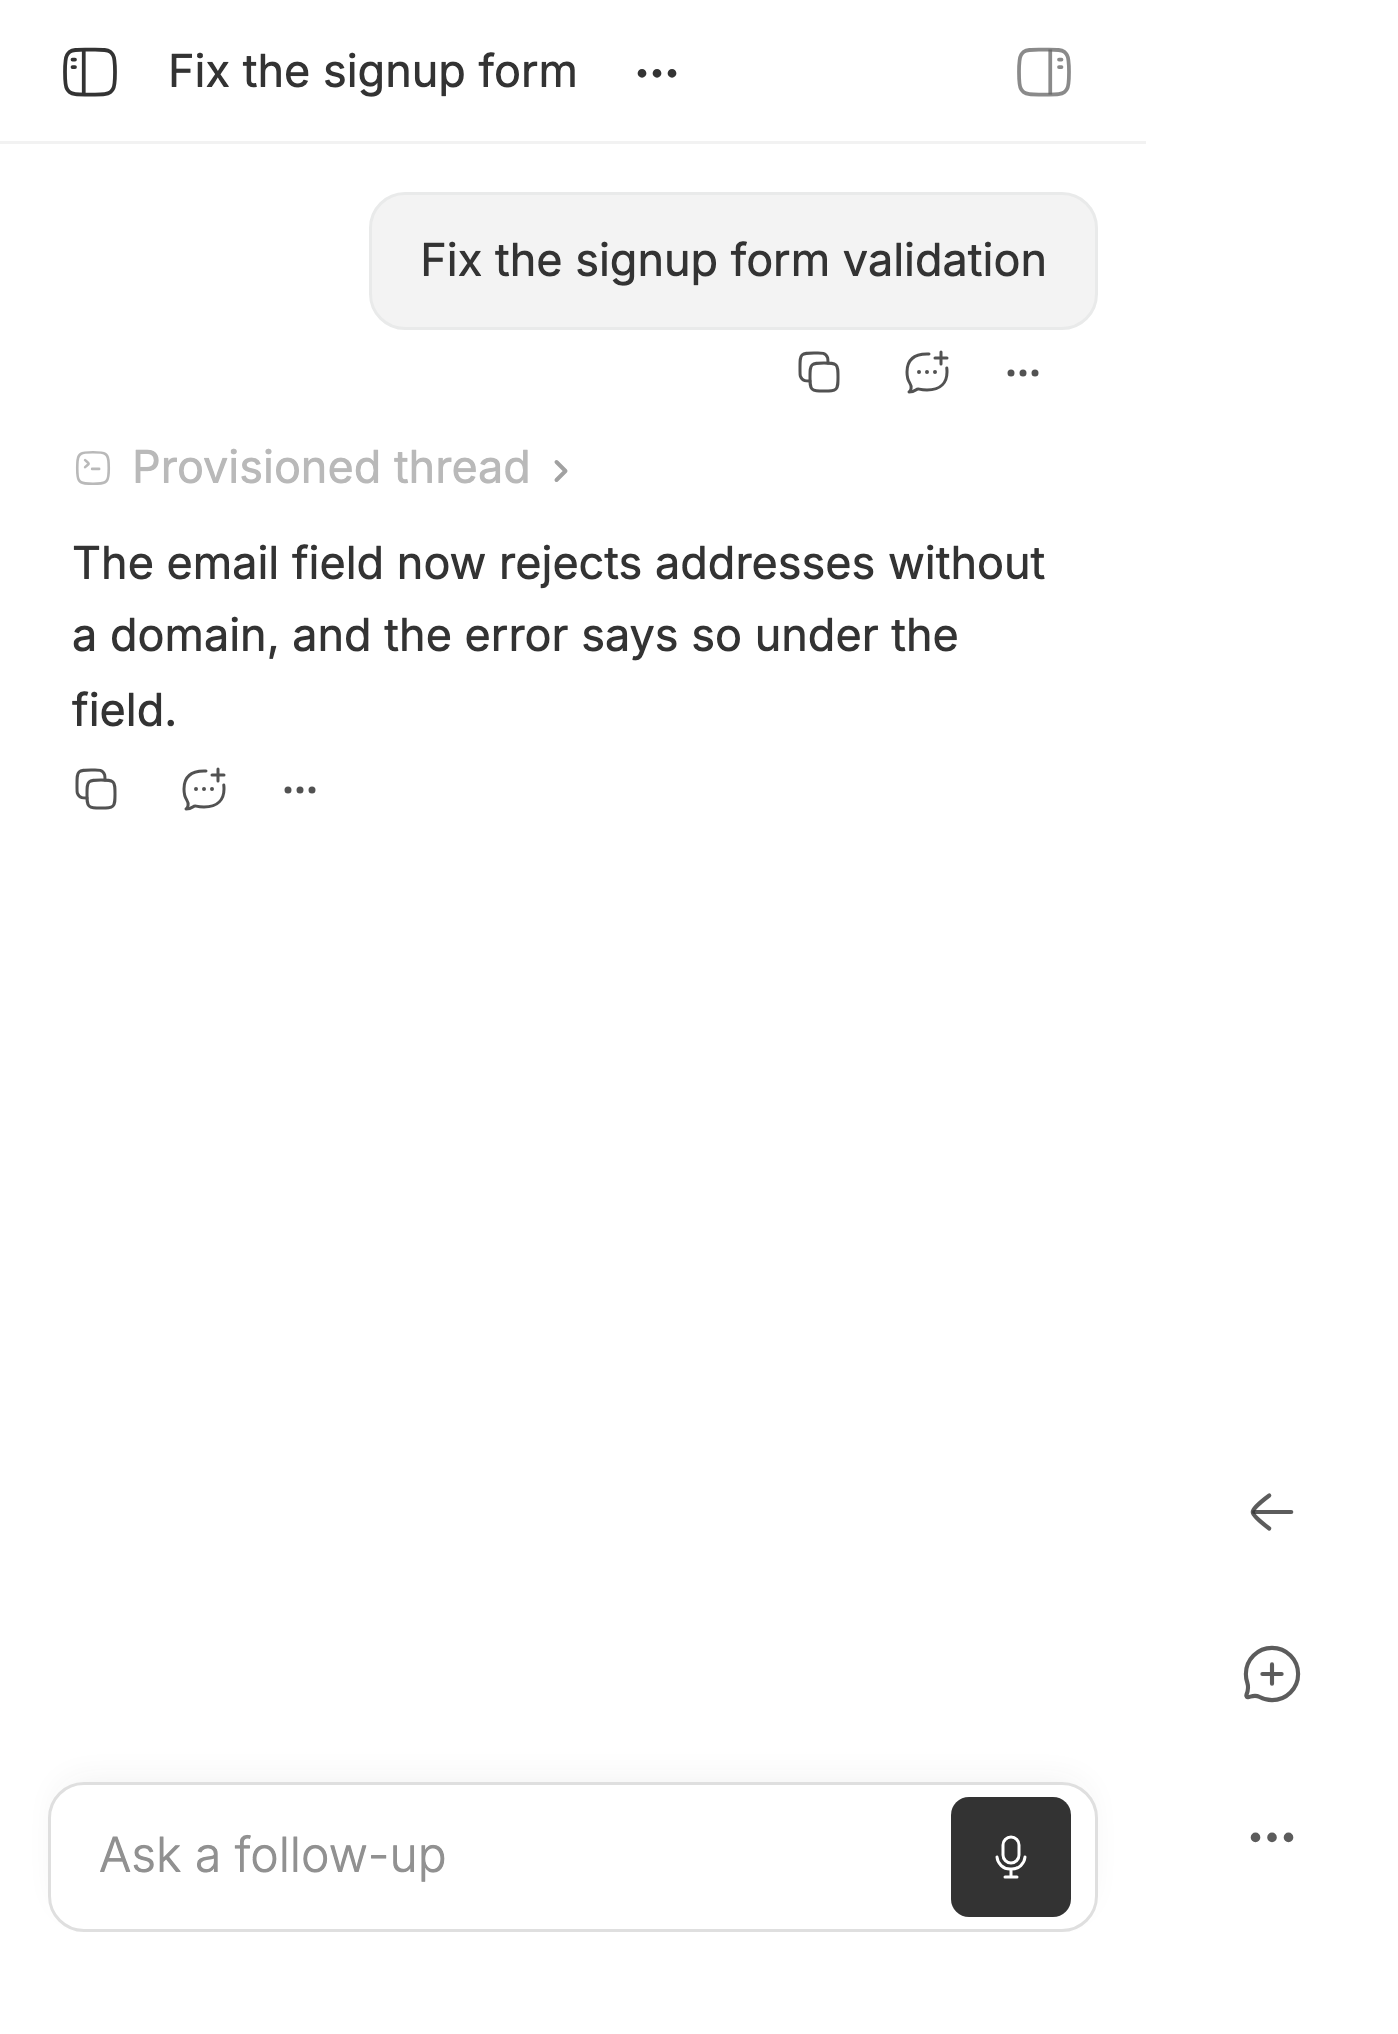 Fix the signup form
Fix the signup form validation
Provisioned thread
The email field now rejects addresses without
a domain, and the error says so under the
field.
Ask a follow-up